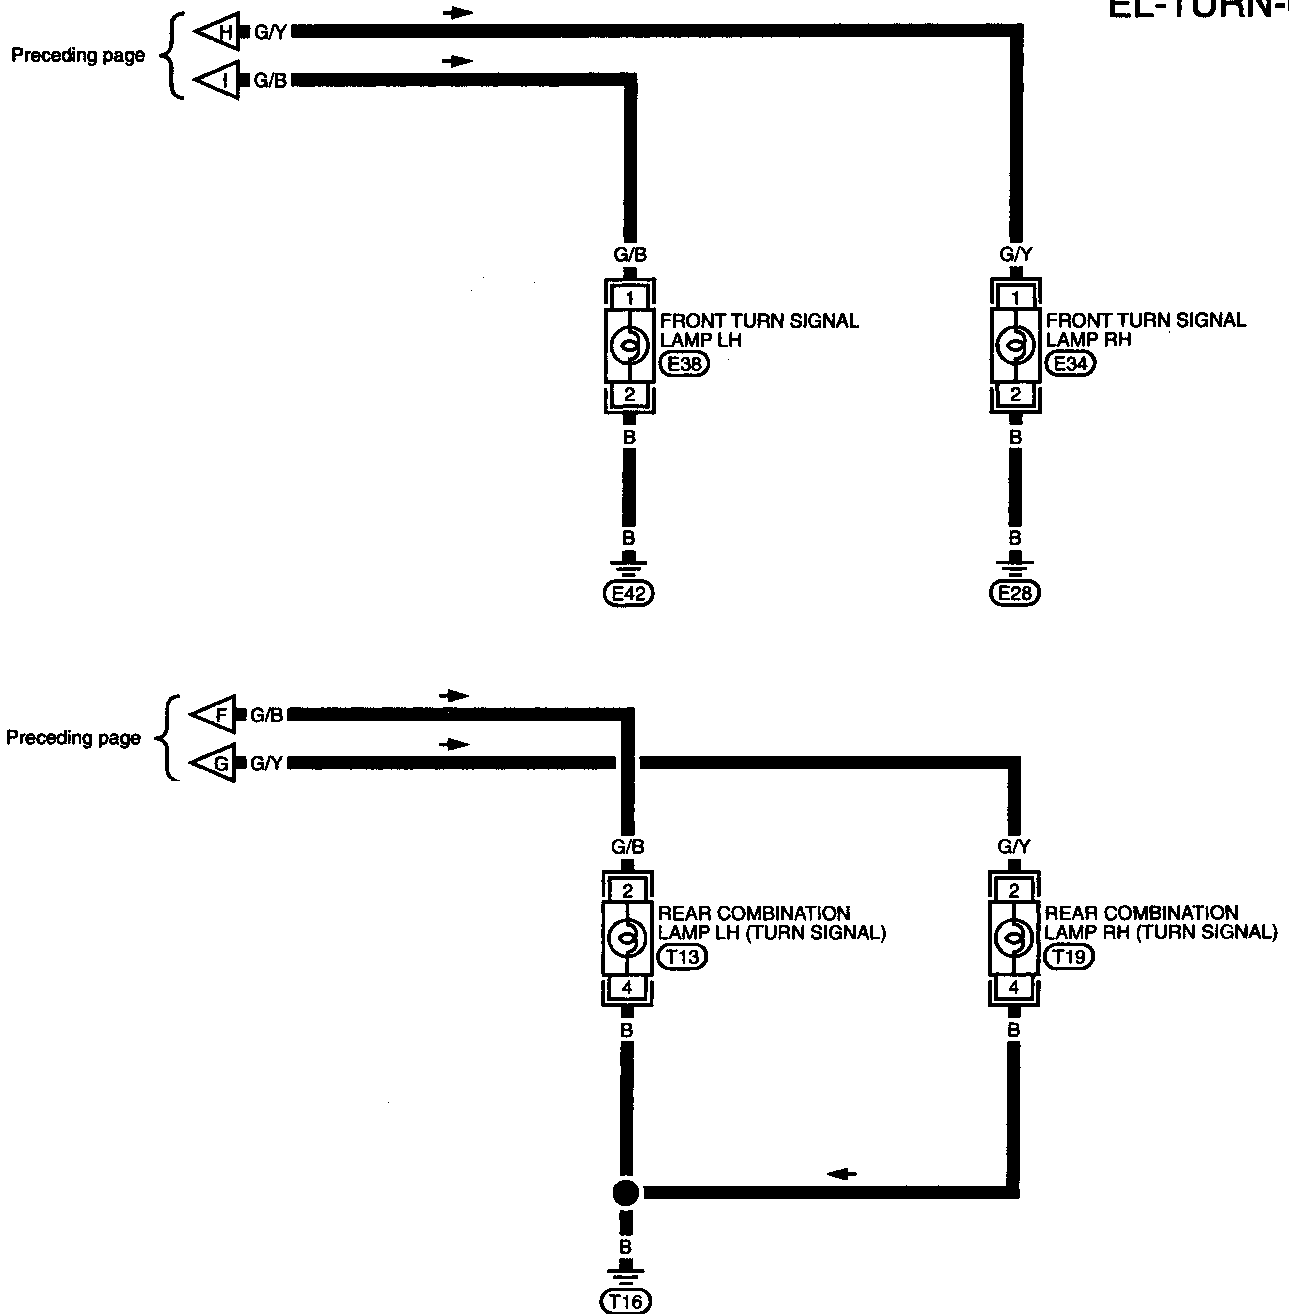 EL-TURN-
Preceding page
H G/Y
I G/B
G/B
G/Y
1
1
FRONT TURN SIGNAL
LAMP LH
E38
FRONT TURN SIGNAL
LAMP RH
E34
2
2
B
B
B
B
E42
E28
Preceding page
F G/B
G G/Y
G/B
G/Y
2
2
REAR COMBINATION
LAMP LH (TURN SIGNAL)
T13
REAR COMBINATION
LAMP RH (TURN SIGNAL)
T19
4
4
B
B
B
T16